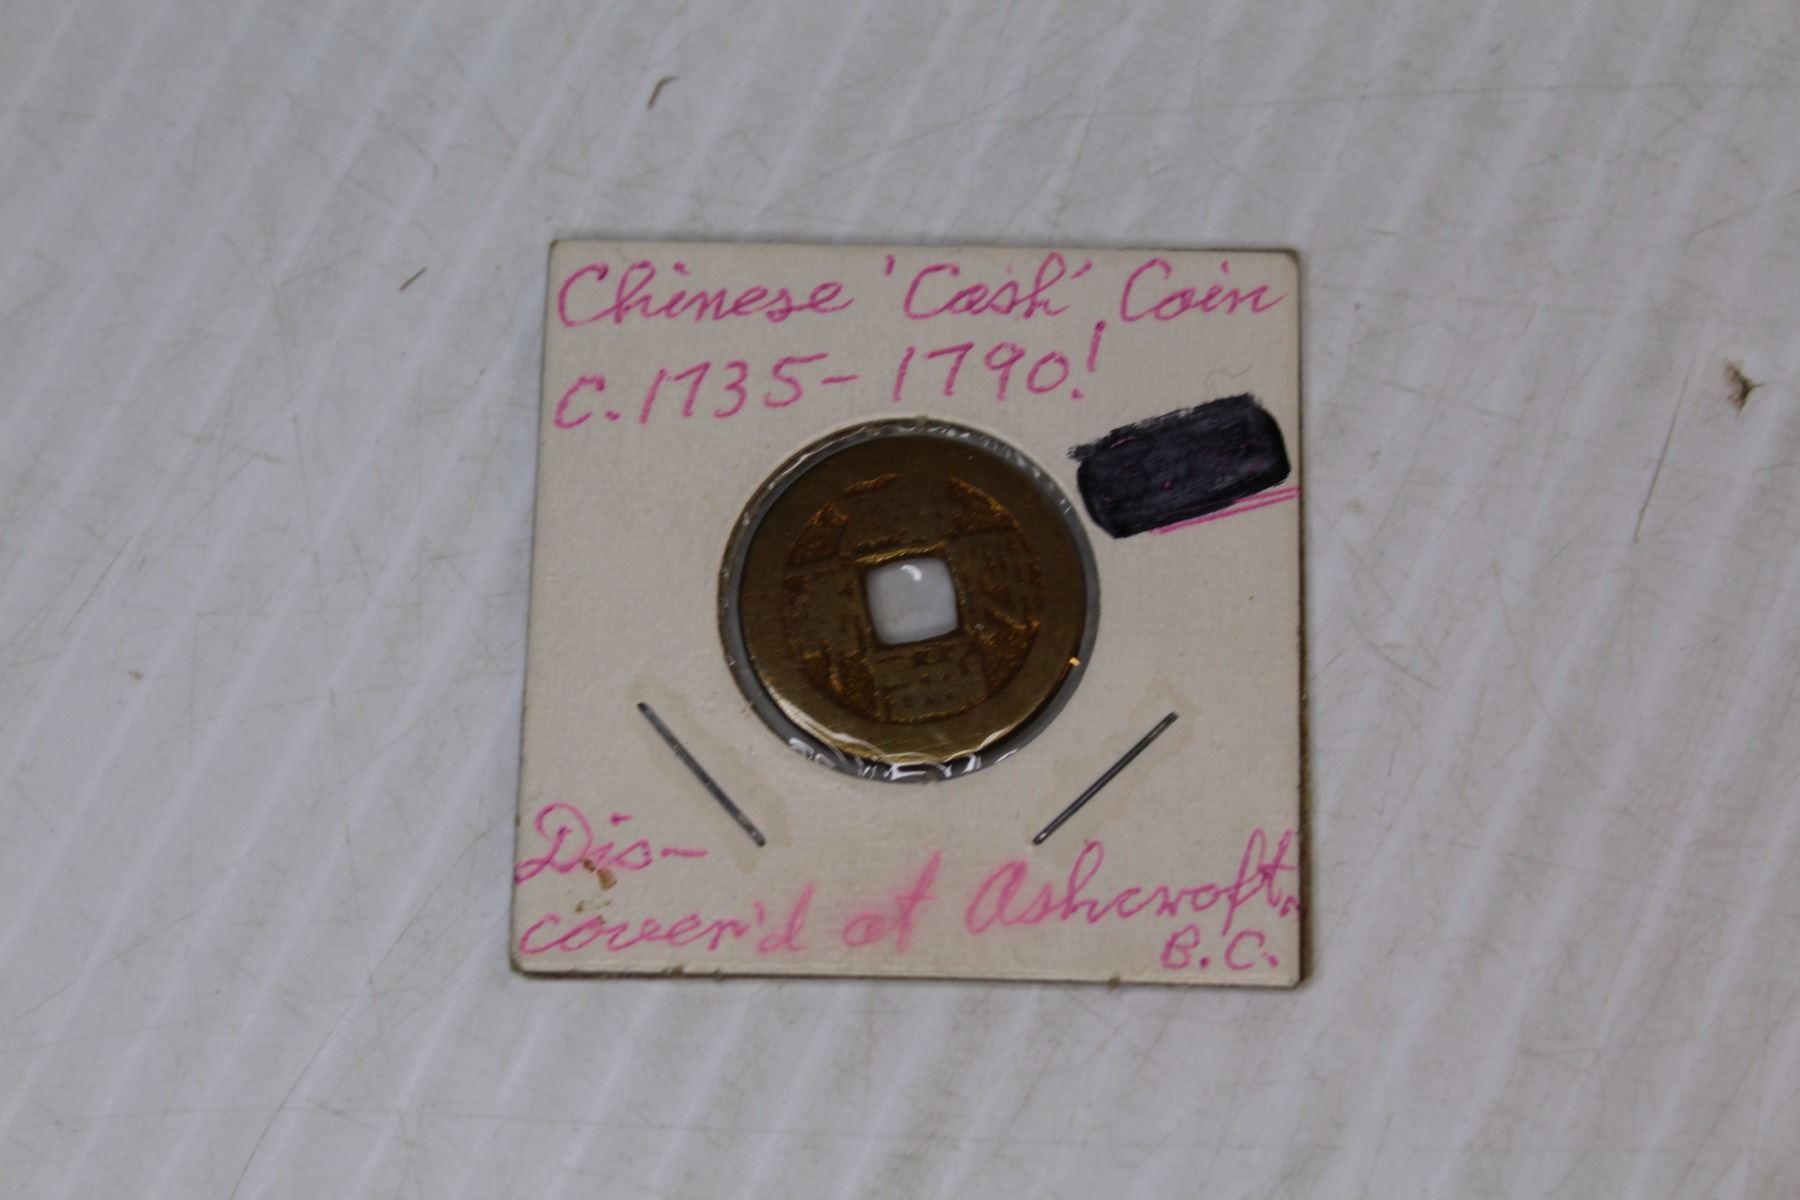 Chinese 'Cash' Coin
c. 1735-1790!
Dis-
cover'd at Ashcroft,
B.C.